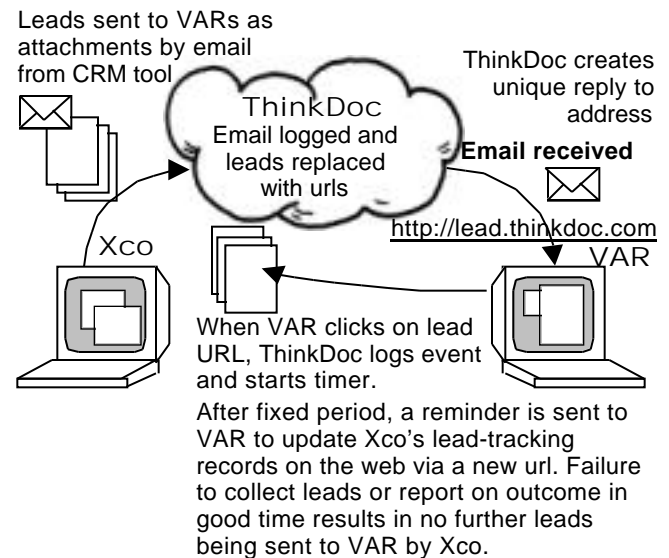 Leads sent to VARs as
attachments by email
from CRM tool
ThinkDoc
Email logged and
leads replaced
with urls
ThinkDoc creates
unique reply to
address
Email received
http://lead.thinkdoc.com
Xco
VAR
When VAR clicks on lead
URL, ThinkDoc logs event
and starts timer.
After fixed period, a reminder is sent to
VAR to update Xco's lead-tracking
records on the web via a new url. Failure
to collect leads or report on outcome in
good time results in no further leads
being sent to VAR by Xco.